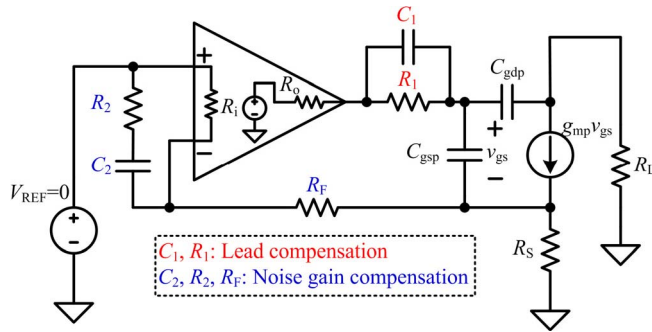 C1
R1
Cgdp
R2
+
Ri
Ro
+
−
gmpvgs
C2
−
Cgsp
+
vgs
−
RL
VREF=0
+
−
RF
RS
C1, R1: Lead compensation
C2, R2, RF: Noise gain compensation